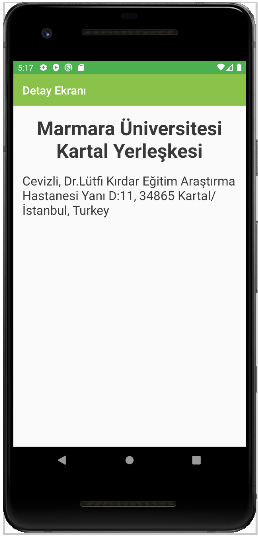 5:17
Detay Ekranı
Marmara Üniversitesi
Kartal Yerleşkesi
Cevizli, Dr.Lütfi Kırdar Eğitim Araştırma
Hastanesi Yanı D:11, 34865 Kartal/
İstanbul, Turkey